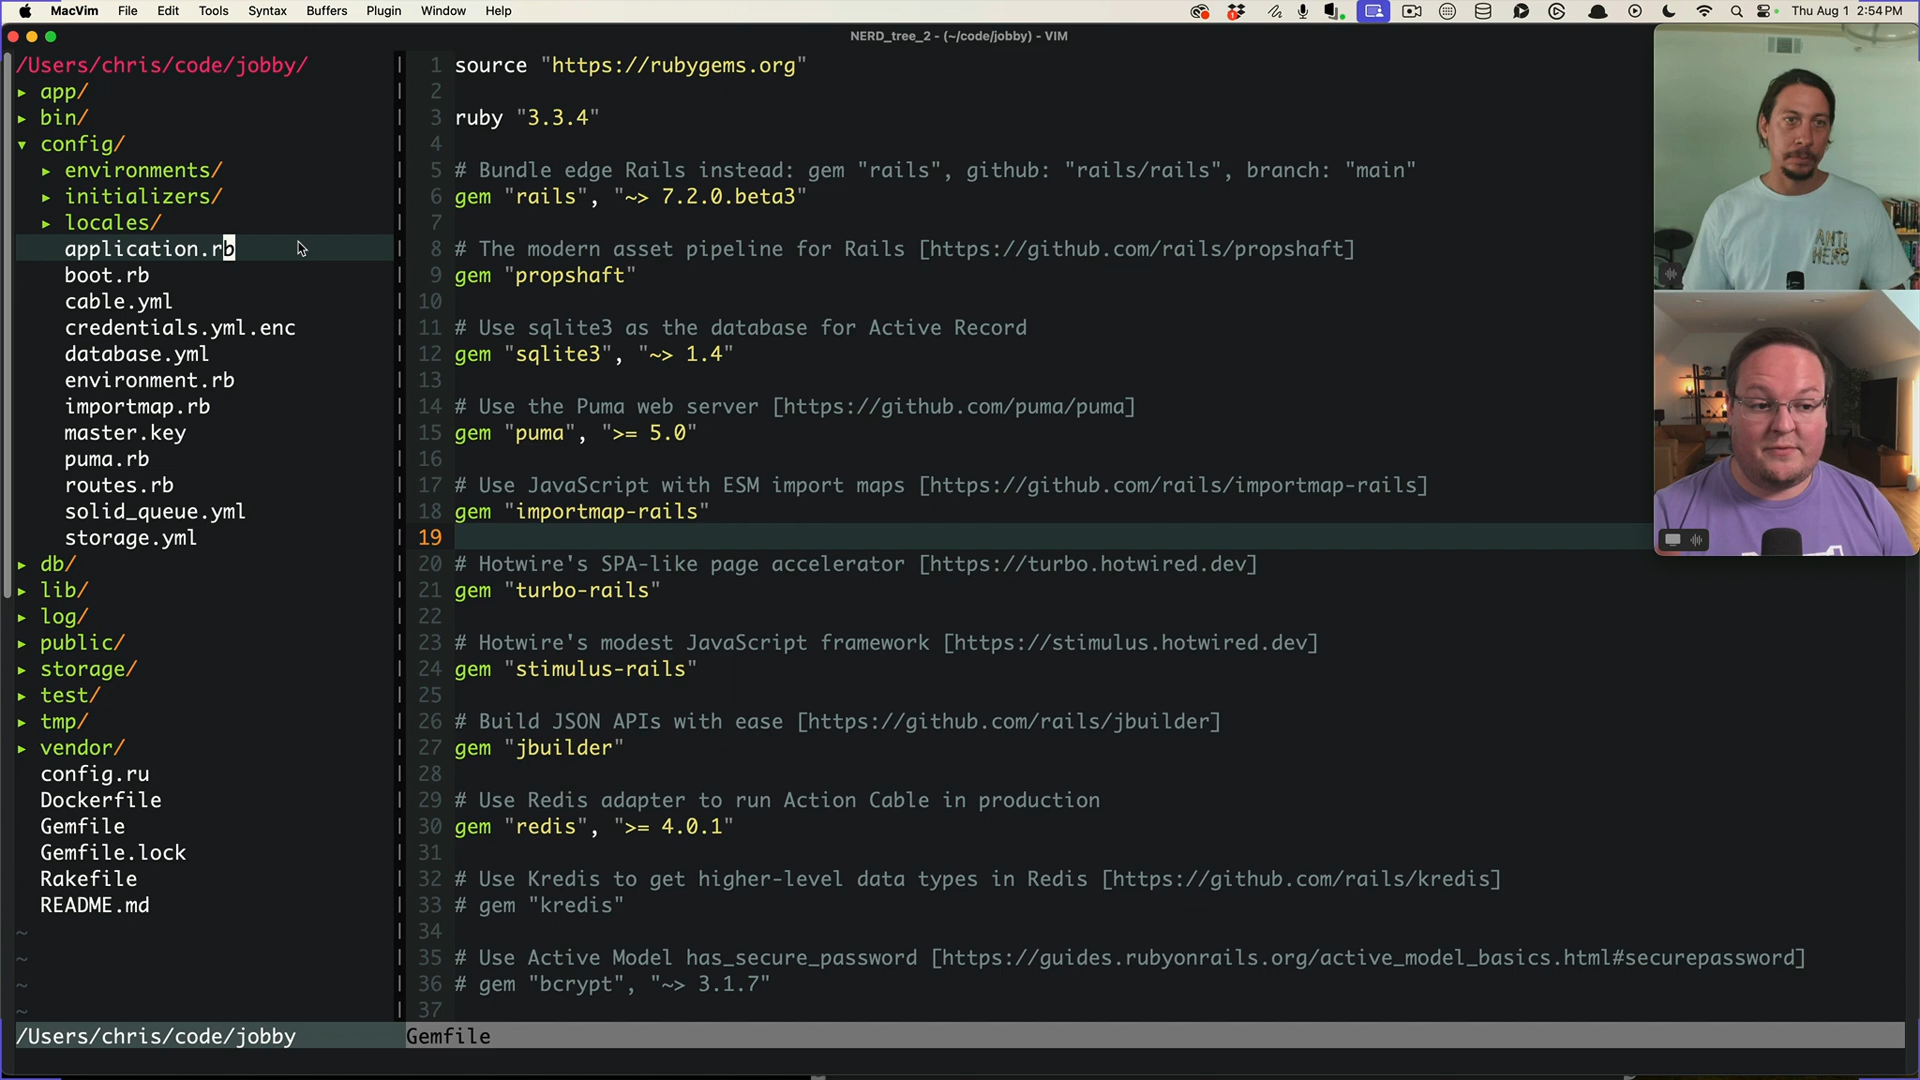 MacVim File Edit Tools Syntax Buffers Plugin Window Help Thu Aug 1 2:54 PM
NERD_tree_2 - (~/code/jobby) - VIM
/Users/chris/code/jobby/
▸ app/
▸ bin/
▾ config/
▸ environments/
▸ initializers/
▸ locales/
application.rb
boot.rb
cable.yml
credentials.yml.enc
database.yml
environment.rb
importmap.rb
master.key
puma.rb
routes.rb
solid_queue.yml
storage.yml
▸ db/
▸ lib/
▸ log/
▸ public/
▸ storage/
▸ test/
▸ tmp/
▸ vendor/
config.ru
Dockerfile
Gemfile
Gemfile.lock
Rakefile
README.md
~
~
~
~
/Users/chris/code/jobby
1 source "https://rubygems.org"
2
3 ruby "3.3.4"
4
5 # Bundle edge Rails instead: gem "rails", github: "rails/rails", branch: "main"
6 gem "rails", "~> 7.2.0.beta3"
7
8 # The modern asset pipeline for Rails [https://github.com/rails/propshaft]
9 gem "propshaft"
10
11 # Use sqlite3 as the database for Active Record
12 gem "sqlite3", "~> 1.4"
13
14 # Use the Puma web server [https://github.com/puma/puma]
15 gem "puma", ">= 5.0"
16
17 # Use JavaScript with ESM import maps [https://github.com/rails/importmap-rails]
18 gem "importmap-rails"
19
20 # Hotwire's SPA-like page accelerator [https://turbo.hotwired.dev]
21 gem "turbo-rails"
22
23 # Hotwire's modest JavaScript framework [https://stimulus.hotwired.dev]
24 gem "stimulus-rails"
25
26 # Build JSON APIs with ease [https://github.com/rails/jbuilder]
27 gem "jbuilder"
28
29 # Use Redis adapter to run Action Cable in production
30 gem "redis", ">= 4.0.1"
31
32 # Use Kredis to get higher-level data types in Redis [https://github.com/rails/kredis]
33 # gem "kredis"
34
35 # Use Active Model has_secure_password [https://guides.rubyonrails.org/active_model_basics.html#securepassword]
36 # gem "bcrypt", "~> 3.1.7"
37
Gemfile
ANTI
HERO